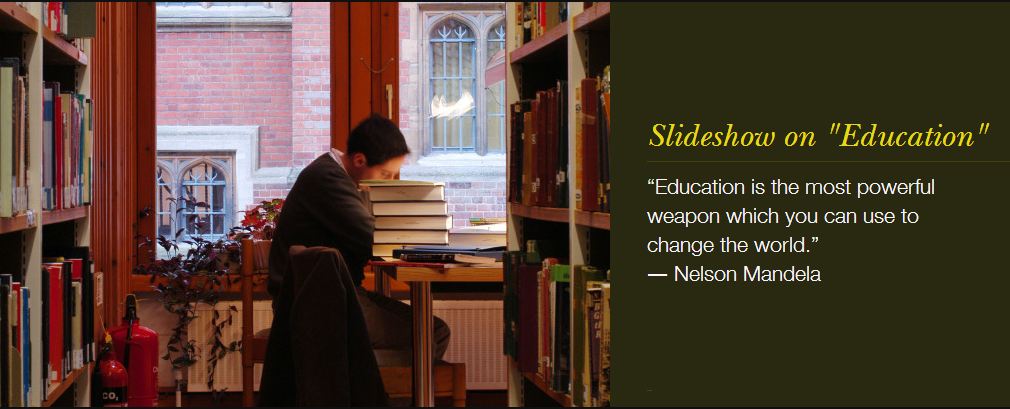 Slideshow on "Education"
“Education is the most powerful
weapon which you can use to
change the world.”
— Nelson Mandela
CO₂